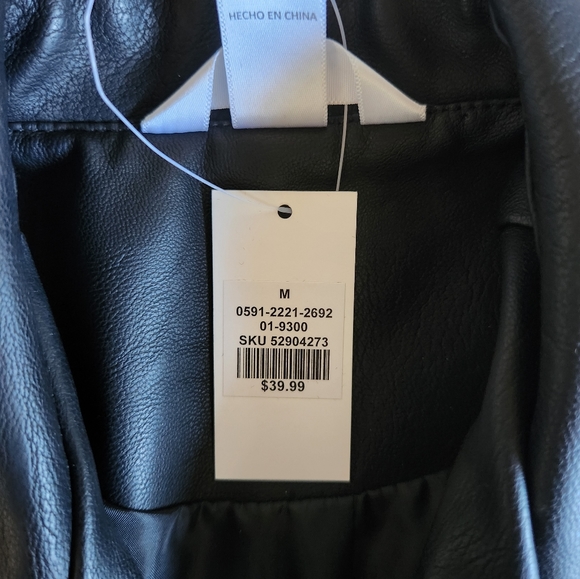 HECHO EN CHINA
M
0591-2221-2692
01-9300
SKU 52904273
$39.99